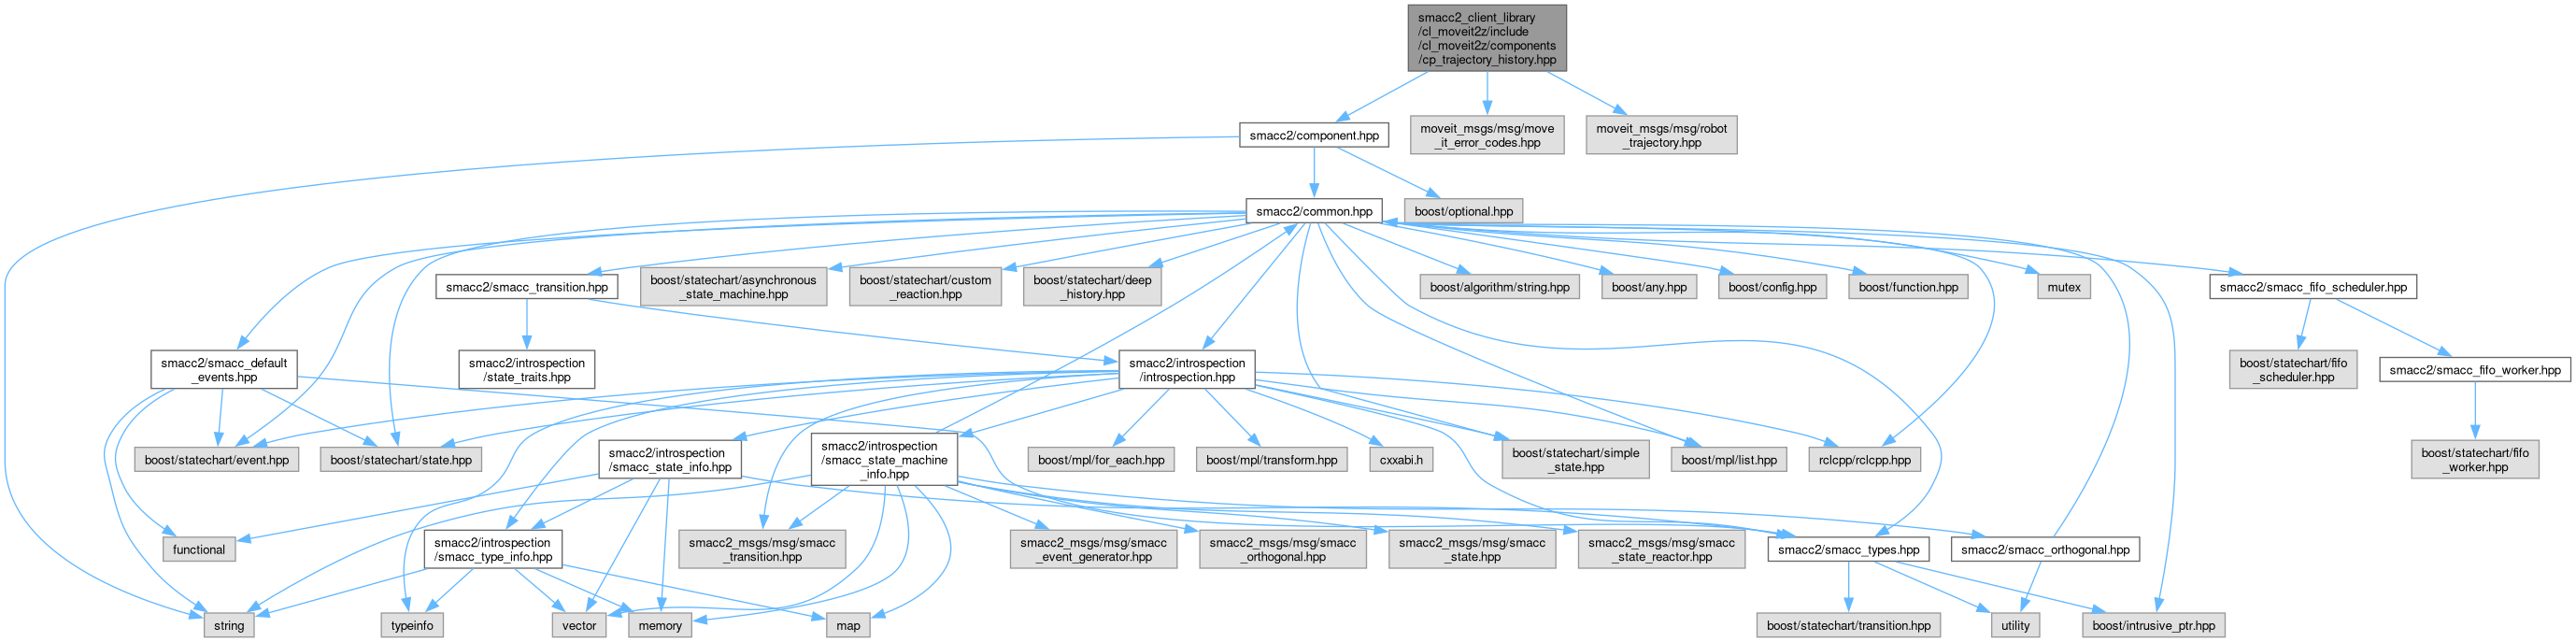 smacc2_client_library
/cl_moveit2z/include
/cl_moveit2z/components
/cp_trajectory_history.hpp
smacc2/component.hpp
moveit_msgs/msg/move
_it_error_codes.hpp
moveit_msgs/msg/robot
_trajectory.hpp
smacc2/common.hpp
boost/optional.hpp
smacc2/smacc_transition.hpp
boost/statechart/asynchronous
_state_machine.hpp
boost/statechart/custom
_reaction.hpp
boost/statechart/deep
_history.hpp
boost/algorithm/string.hpp
boost/any.hpp
boost/config.hpp
boost/function.hpp
mutex
smacc2/smacc_fifo_scheduler.hpp
smacc2/smacc_default
_events.hpp
smacc2/introspection
/state_traits.hpp
smacc2/introspection
/introspection.hpp
boost/statechart/fifo
_scheduler.hpp
smacc2/smacc_fifo_worker.hpp
boost/statechart/event.hpp
boost/statechart/state.hpp
smacc2/introspection
/smacc_state_info.hpp
smacc2/introspection
/smacc_state_machine
_info.hpp
boost/mpl/for_each.hpp
boost/mpl/transform.hpp
cxxabi.h
boost/statechart/simple
_state.hpp
boost/mpl/list.hpp
rclcpp/rclcpp.hpp
boost/statechart/fifo
_worker.hpp
functional
smacc2/introspection
/smacc_type_info.hpp
smacc2_msgs/msg/smacc
_transition.hpp
smacc2_msgs/msg/smacc
_event_generator.hpp
smacc2_msgs/msg/smacc
_orthogonal.hpp
smacc2_msgs/msg/smacc
_state.hpp
smacc2_msgs/msg/smacc
_state_reactor.hpp
smacc2/smacc_types.hpp
smacc2/smacc_orthogonal.hpp
string
typeinfo
vector
memory
map
boost/statechart/transition.hpp
utility
boost/intrusive_ptr.hpp